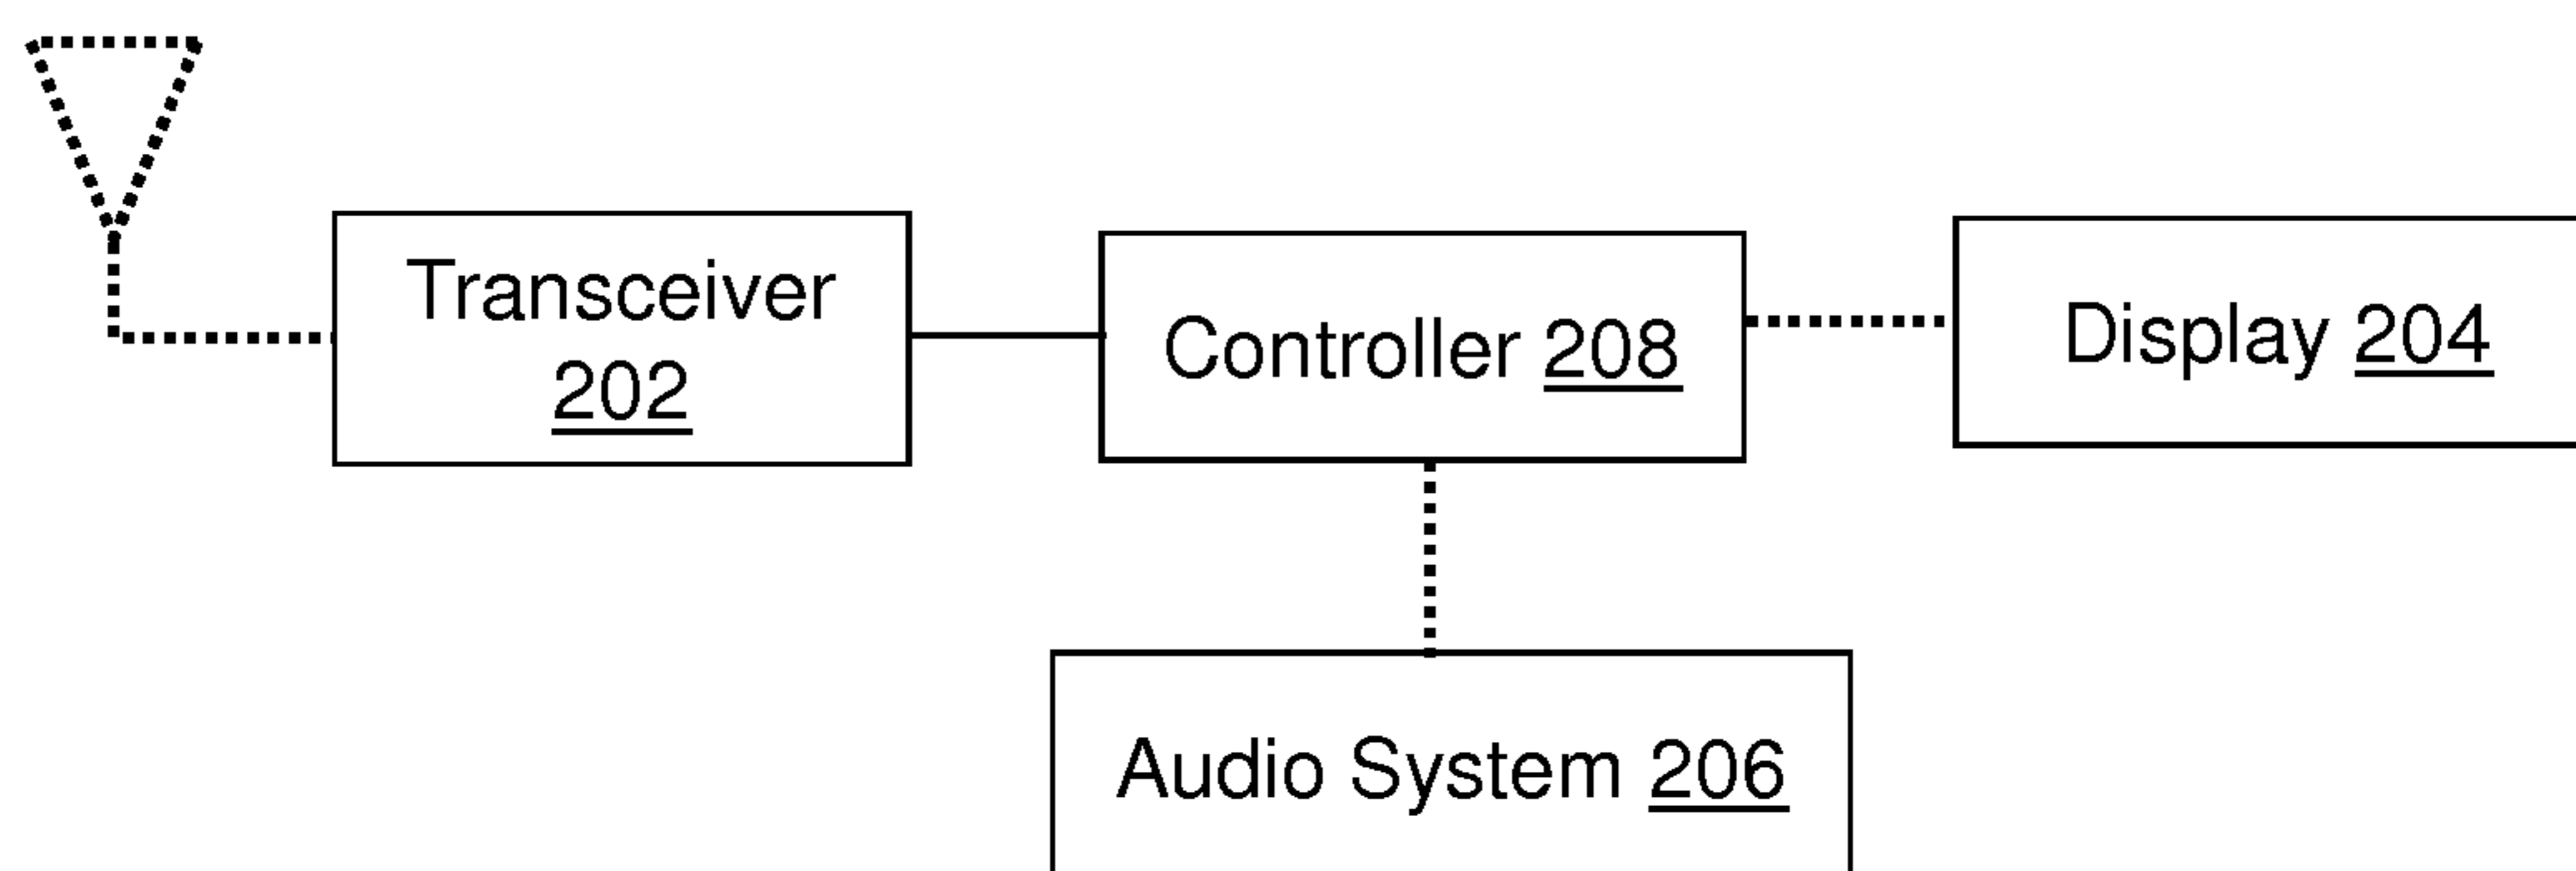 Transceiver
202
Controller 208
Display 204
Audio System 206